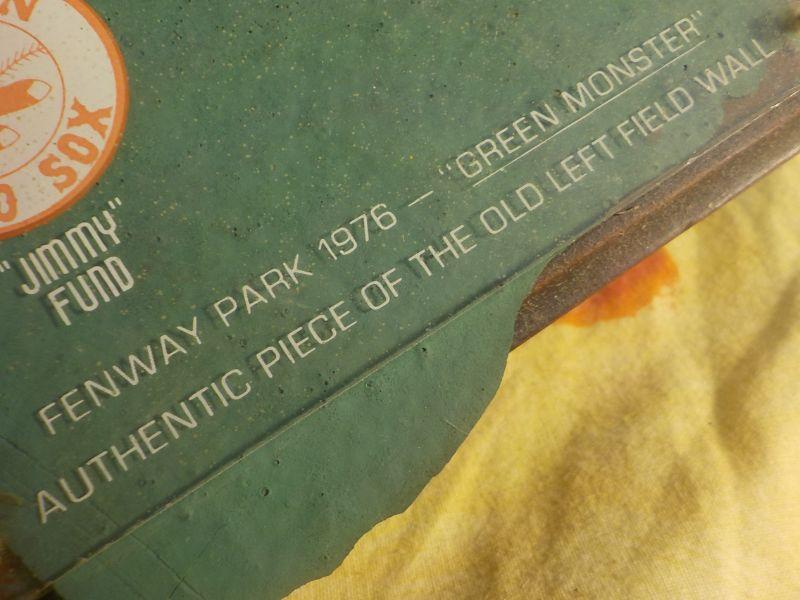 SOX
"JIMMY"
FUND
FENWAY PARK 1976 — "GREEN MONSTER"
AUTHENTIC PIECE OF THE OLD LEFT FIELD WALL